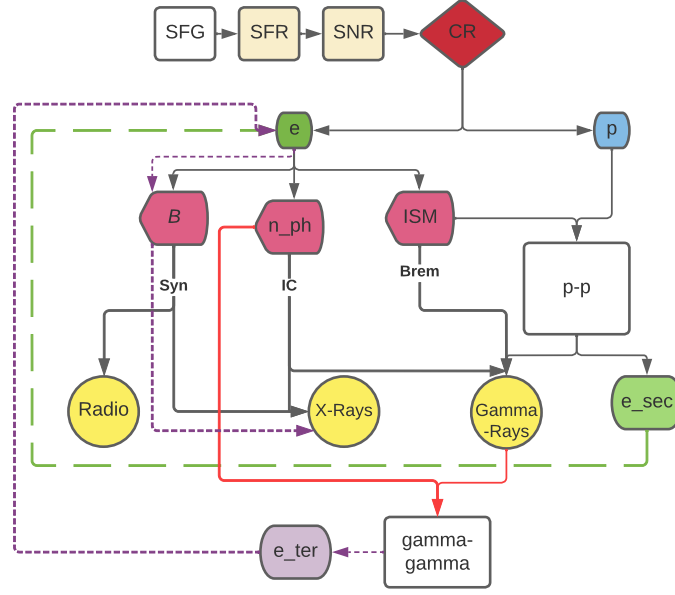 SFG
SFR
SNR
CR
e
p
B
n_ph
ISM
Syn
IC
Brem
p-p
Radio
X-Rays
Gamma
-Rays
e_sec
e_ter
gamma-
gamma